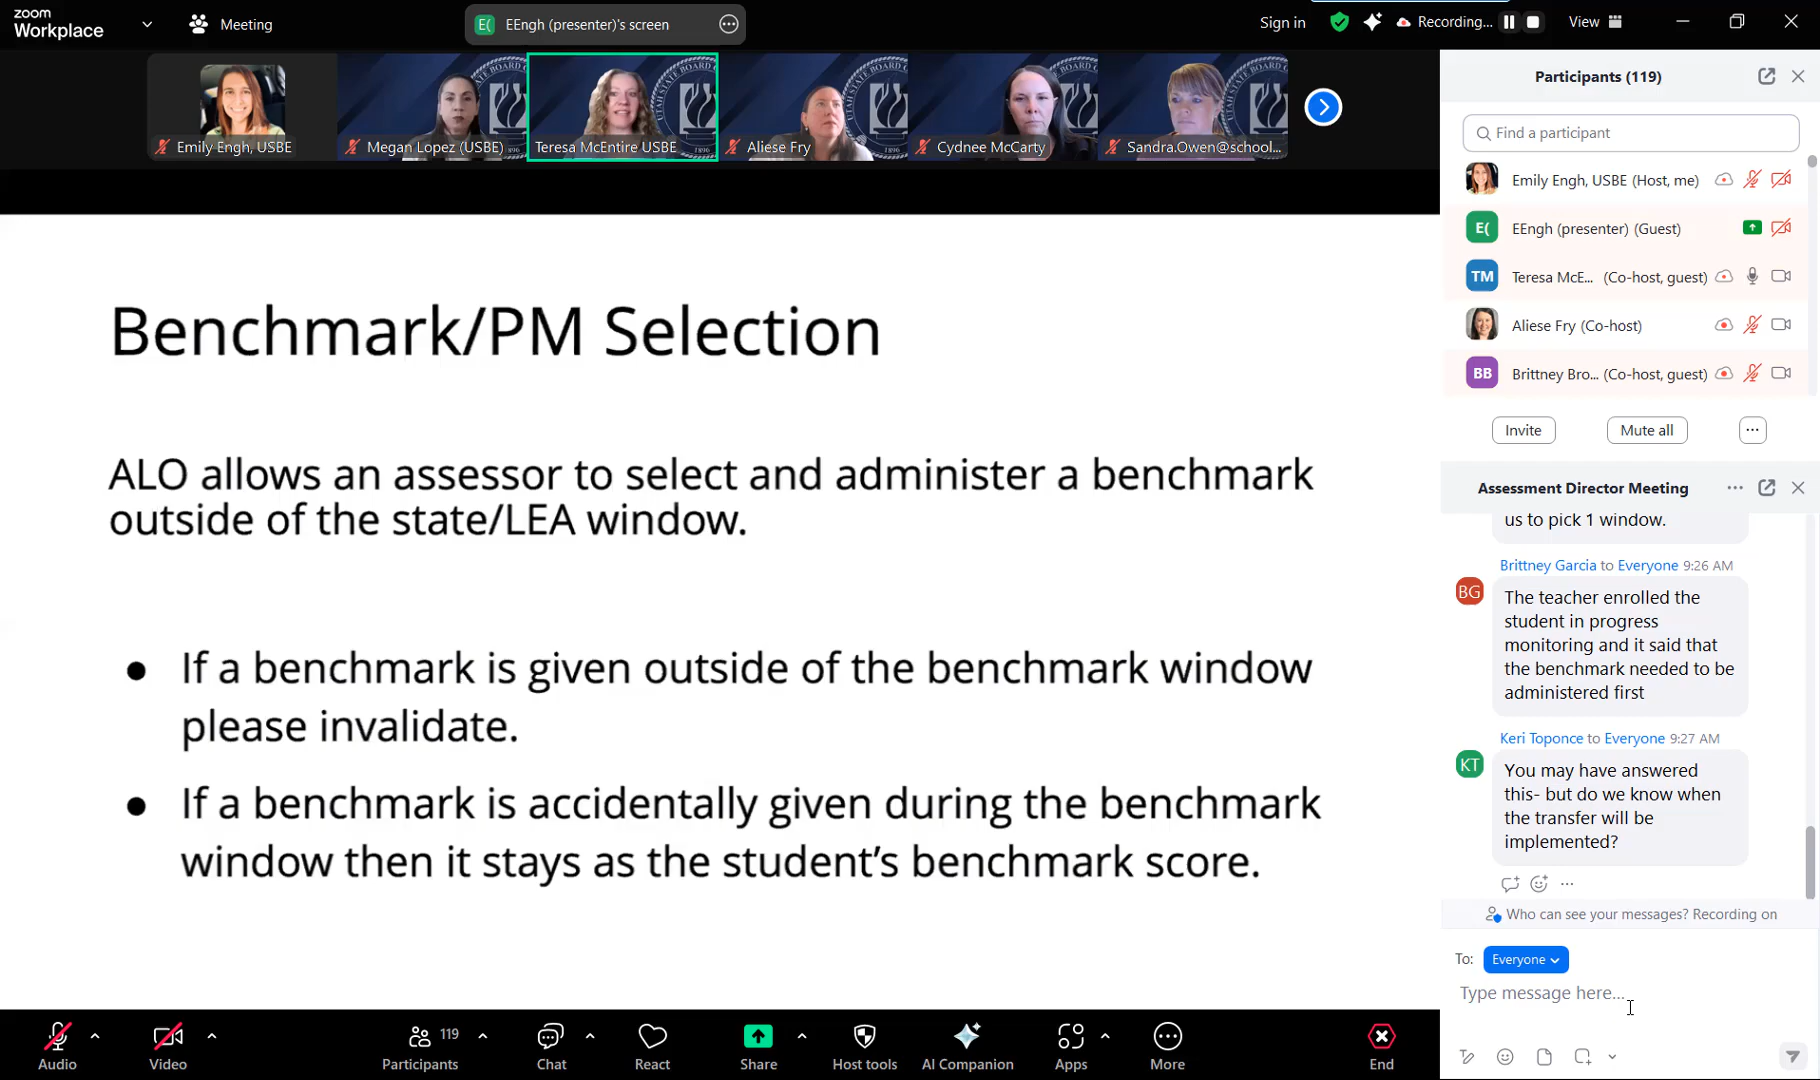 zoom
Workplace
Meeting
E( EEngh (presenter)'s screen
Sign in
Recording...
View
Emily Engh, USBE
Megan Lopez (USBE)
Teresa McEntire USBE
Aliese Fry
Cydnee McCarty
Sandra.Owen@school...
Benchmark/PM Selection
ALO allows an assessor to select and administer a benchmark
outside of the state/LEA window.
● If a benchmark is given outside of the benchmark window
please invalidate.
● If a benchmark is accidentally given during the benchmark
window then it stays as the student's benchmark score.
Participants (119)
Find a participant
Emily Engh, USBE (Host, me)
E( EEngh (presenter) (Guest)
TM Teresa McE... (Co-host, guest)
Aliese Fry (Co-host)
BB Brittney Bro... (Co-host, guest)
Invite
Mute all
...
Assessment Director Meeting
us to pick 1 window.
Brittney Garcia to Everyone 9:26 AM
BG
The teacher enrolled the
student in progress
monitoring and it said that
the benchmark needed to be
administered first
Keri Toponce to Everyone 9:27 AM
KT
You may have answered
this- but do we know when
the transfer will be
implemented?
Who can see your messages? Recording on
To: Everyone
Type message here...
Audio
Video
119
Participants
Chat
React
Share
Host tools
AI Companion
Apps
More
End